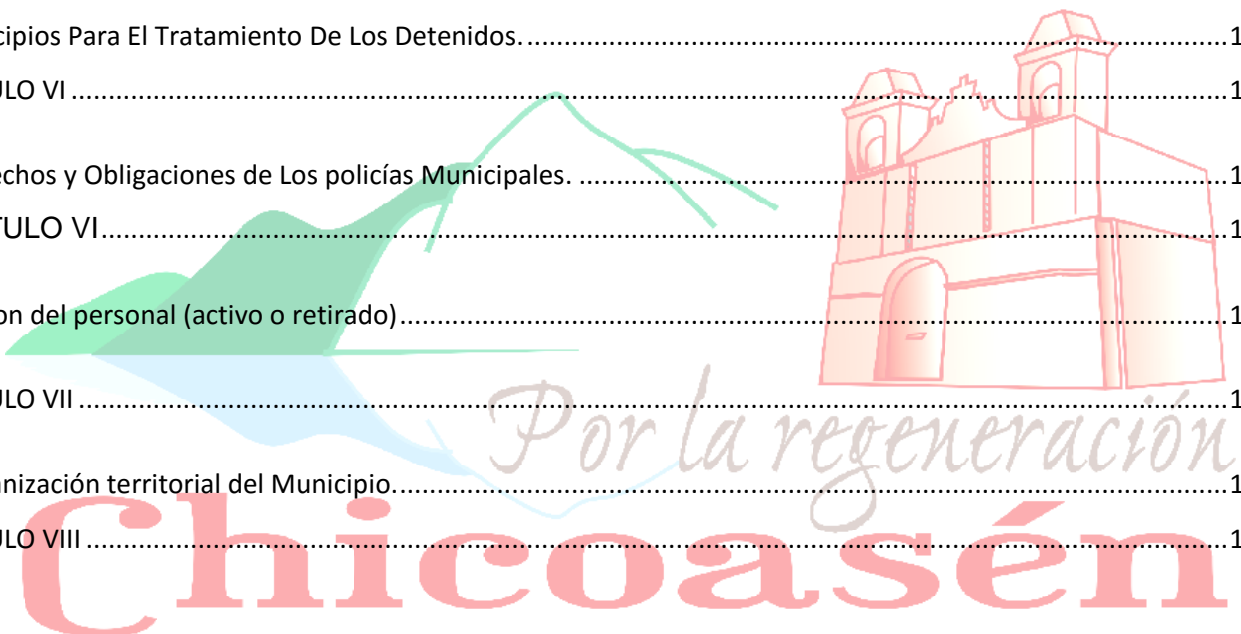 cipios Para El Tratamiento De Los Detenidos. ........................................................................ 1
ULO VI ........................................................................ 1
echos y Obligaciones de Los policías Municipales. ........................................................................ 1
TULO VI ........................................................................ 1
on del personal (activo o retirado) ........................................................................ 1
ULO VII ........................................................................ 1
anización territorial del Municipio. ........................................................................ 1
ULO VIII ........................................................................ 1
Por la regeneración
Chicoasén